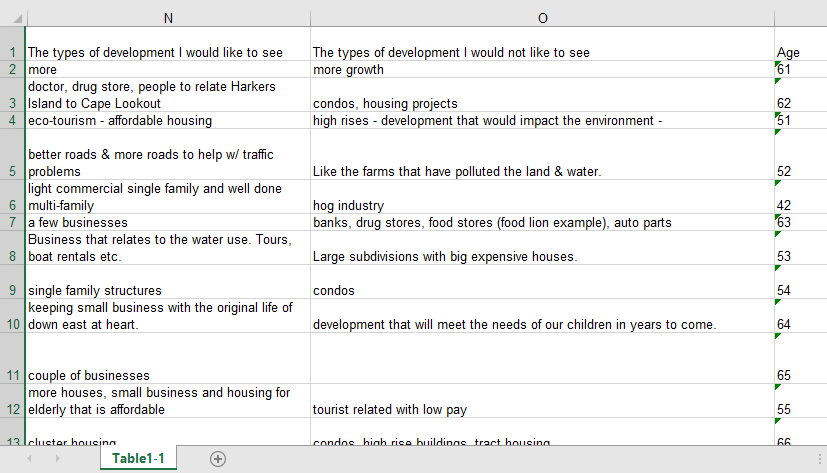 N O
1 The types of development I would like to see The types of development I would not like to see Age
2 more more growth 61
doctor, drug store, people to relate Harkers
3 Island to Cape Lookout condos, housing projects 62
4 eco-tourism - affordable housing high rises - development that would impact the environment - 51
better roads & more roads to help w/ traffic
5 problems Like the farms that have polluted the land & water. 52
light commercial single family and well done
6 multi-family hog industry 42
7 a few businesses banks, drug stores, food stores (food lion example), auto parts 63
Business that relates to the water use. Tours,
8 boat rentals etc. Large subdivisions with big expensive houses. 53
9 single family structures condos 54
keeping small business with the original life of
10 down east at heart. development that will meet the needs of our children in years to come. 64
11 couple of businesses 65
more houses, small business and housing for
12 elderly that is affordable tourist related with low pay 55
13 cluster housing condos, high rise buildings, tract housing 66
Table1-1